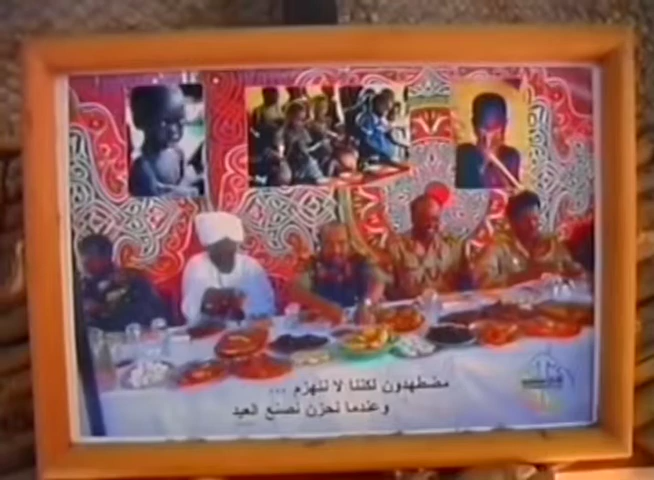 مضطهدون لكننا لا ننهزم ...
وعندما نحزن نصنع العيد